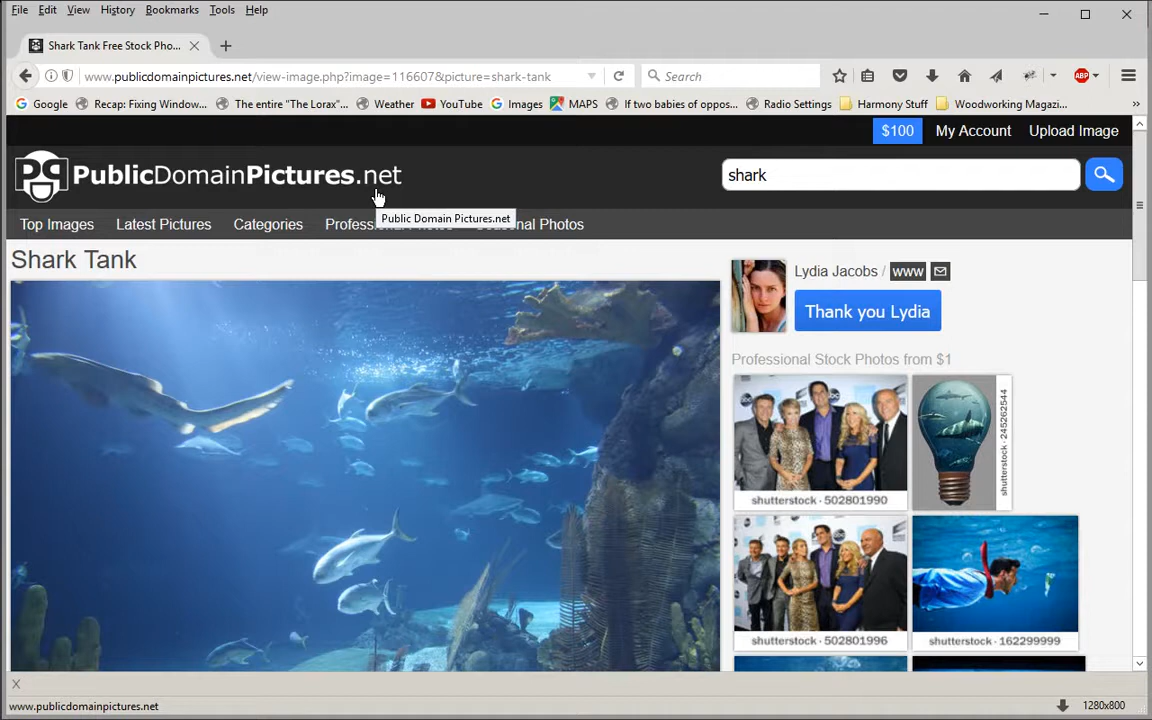 File Edit View History Bookmarks Tools Help
Shark Tank Free Stock Pho...
www.publicdomainpictures.net/view-image.php?image=116607&picture=shark-tank
Search
ABP
Google Recap: Fixing Window... The entire "The Lorax"... Weather YouTube Images MAPS If two babies of oppos... Radio Settings Harmony Stuff Woodworking Magazi...
$100 My Account Upload Image
PublicDomainPictures.net
shark
Public Domain Pictures.net
Top Images Latest Pictures Categories Professional Photos Seasonal Photos
Shark Tank
Lydia Jacobs / www
Thank you Lydia
Professional Stock Photos from $1
shutterstock · 502801990
shutterstock · 245262544
shutterstock · 502801996
shutterstock · 162299999
X
www.publicdomainpictures.net
1280x800